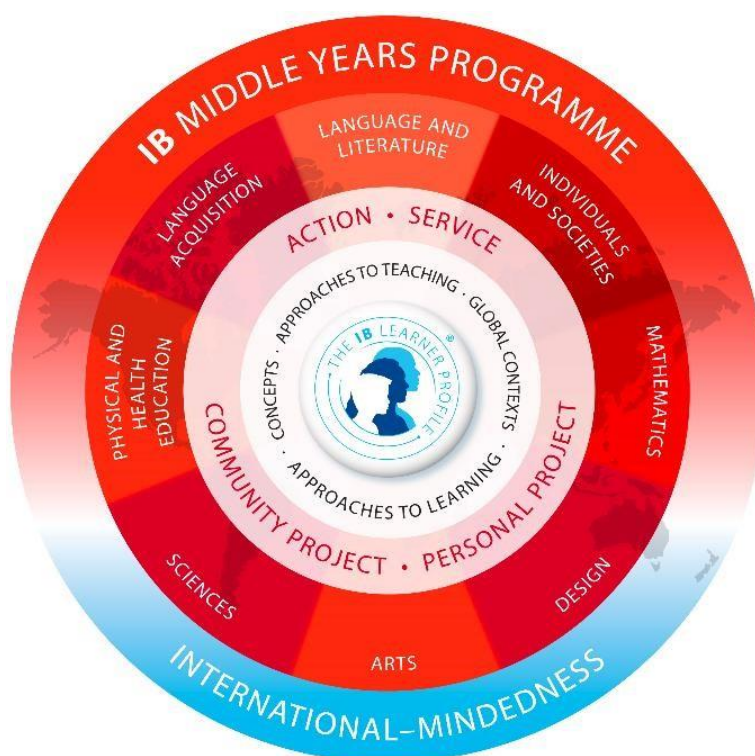 IB MIDDLE YEARS PROGRAMME
LANGUAGE AND
LITERATURE
INDIVIDUALS
AND SOCIETIES
MATHEMATICS
DESIGN
ARTS
SCIENCES
PHYSICAL AND
HEALTH
EDUCATION
LANGUAGE
ACQUISITION
ACTION · SERVICE
COMMUNITY PROJECT · PERSONAL PROJECT
APPROACHES TO TEACHING · GLOBAL CONTEXTS ·
CONCEPTS · APPROACHES TO LEARNING ·
· THE IB LEARNER PROFILE · ®
INTERNATIONAL–MINDEDNESS